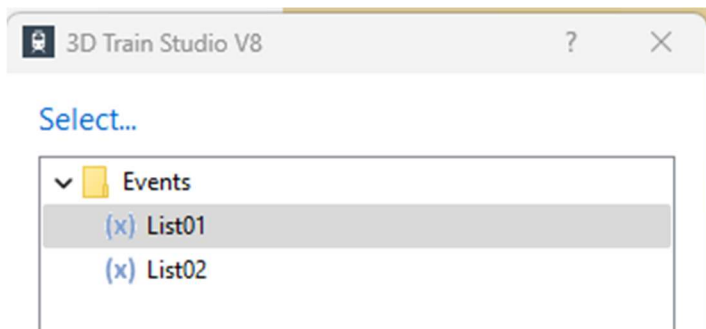 3D Train Studio V8 ?
Select...
Events
(x) List01
(x) List02